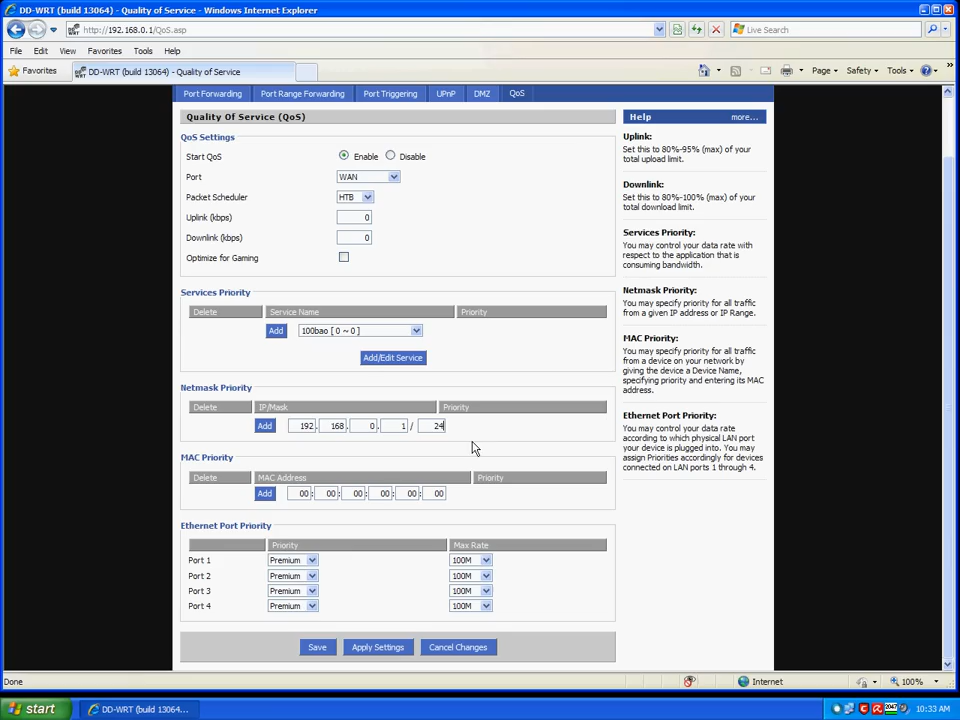 DD-WRT (build 13064) - Quality of Service - Windows Internet Explorer
http://192.168.0.1/QoS.asp
Live Search
File Edit View Favorites Tools Help
Favorites
DD-WRT (build 13064) - Quality of Service
Page Safety Tools
Port Forwarding Port Range Forwarding Port Triggering UPnP DMZ QoS
Quality Of Service (QoS)
Help more...
QoS Settings
Start QoS Enable Disable
Port WAN
Packet Scheduler HTB
Uplink (kbps) 0
Downlink (kbps) 0
Optimize for Gaming
Services Priority
Delete Service Name Priority
Add 100bao [ 0 ~ 0 ]
Add/Edit Service
Netmask Priority
Delete IP/Mask Priority
Add 192. 168. 0. 1 / 24
MAC Priority
Delete MAC Address Priority
Add 00: 00: 00: 00: 00: 00
Ethernet Port Priority
Priority Max Rate
Port 1 Premium 100M
Port 2 Premium 100M
Port 3 Premium 100M
Port 4 Premium 100M
Save Apply Settings Cancel Changes
Uplink:
Set this to 80%-95% (max) of your
total upload limit.
Downlink:
Set this to 80%-100% (max) of your
total download limit.
Services Priority:
You may control your data rate with
respect to the application that is
consuming bandwidth.
Netmask Priority:
You may specify priority for all traffic
from a given IP address or IP Range.
MAC Priority:
You may specify priority for all traffic
from a device on your network by
giving the device a Device Name,
specifying priority and entering its MAC
address.
Ethernet Port Priority:
You may control your data rate
according to which physical LAN port
your device is plugged into. You may
assign Priorities accordingly for devices
connected on LAN ports 1 through 4.
Done Internet 100%
start DD-WRT (build 13064... 2047 10:33 AM